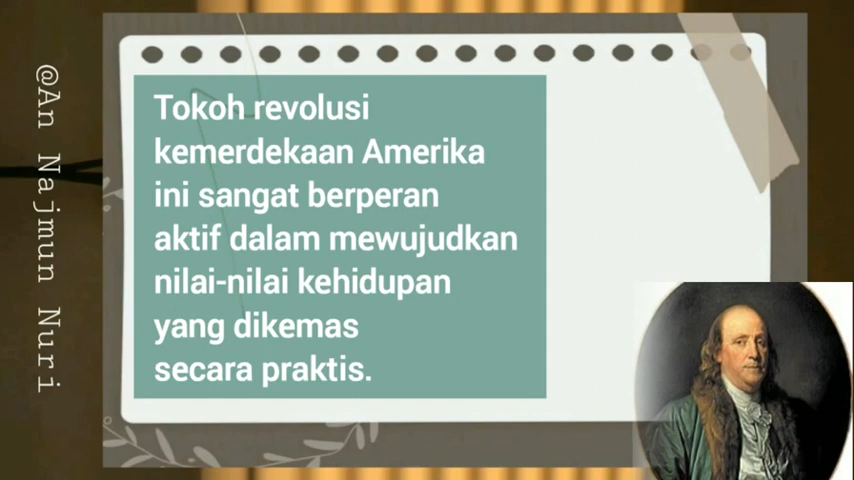 @An Najmun Nuri
Tokoh revolusi
kemerdekaan Amerika
ini sangat berperan
aktif dalam mewujudkan
nilai-nilai kehidupan
yang dikemas
secara praktis.